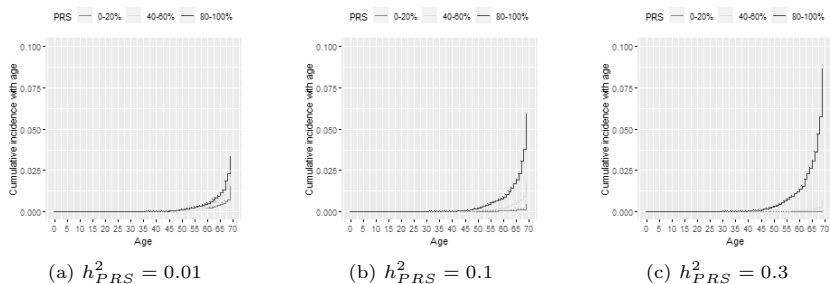 PRS 0-20% 40-60% 80-100%
Cumulative incidence with age
0.100
0.075
0.050
0.025
0.000
0 5 10 15 20 25 30 35 40 45 50 55 60 65 70
Age
(a) h²PRS = 0.01
PRS 0-20% 40-60% 80-100%
Cumulative incidence with age
0.100
0.075
0.050
0.025
0.000
0 5 10 15 20 25 30 35 40 45 50 55 60 65 70
Age
(b) h²PRS = 0.1
PRS 0-20% 40-60% 80-100%
Cumulative incidence with age
0.100
0.075
0.050
0.025
0.000
0 5 10 15 20 25 30 35 40 45 50 55 60 65 70
Age
(c) h²PRS = 0.3